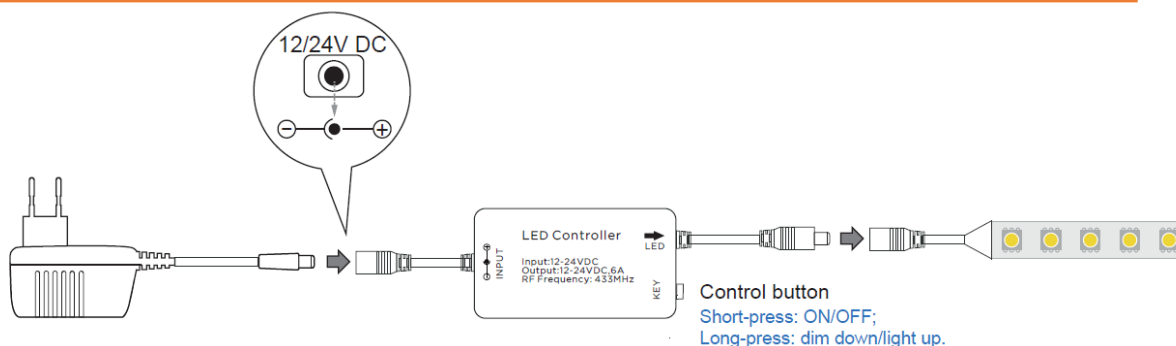 12/24V DC
LED Controller
LED
INPUT
Input:12-24VDC
Output:12-24VDC,6A
RF Frequency: 433MHz
KEY
Control button
Short-press: ON/OFF;
Long-press: dim down/light up.